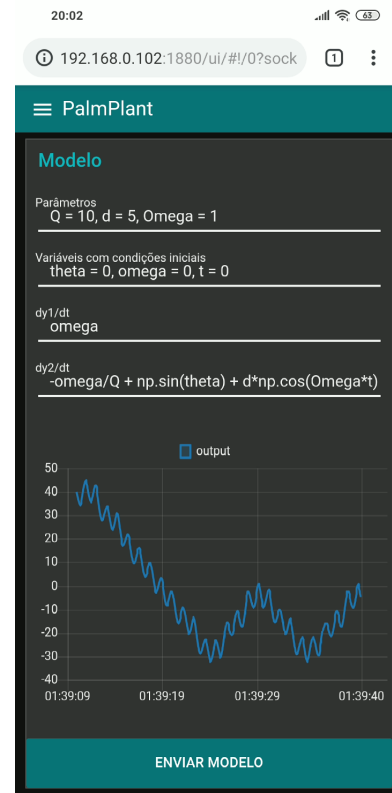 20:02
63
192.168.0.102:1880/ui/#!/0?sock
1
PalmPlant
Modelo
Parâmetros
Q = 10, d = 5, Omega = 1
Variáveis com condições iniciais
theta = 0, omega = 0, t = 0
dy1/dt
omega
dy2/dt
-omega/Q + np.sin(theta) + d*np.cos(Omega*t)
output
50
40
30
20
10
0
-10
-20
-30
-40
01:39:09 01:39:19 01:39:29 01:39:40
ENVIAR MODELO